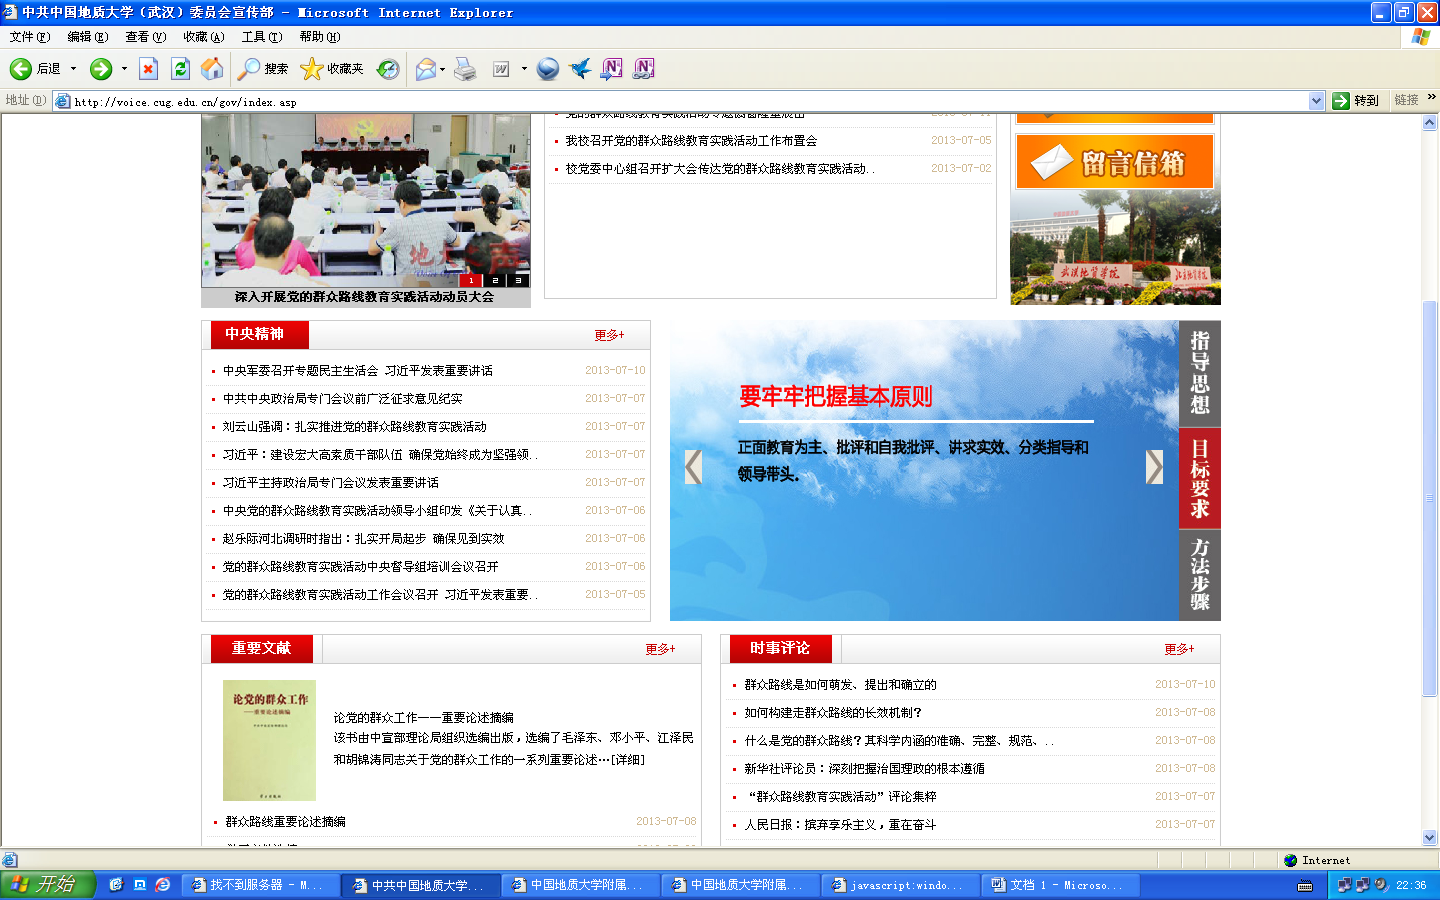 中共中国地质大学（武汉）委员会宣传部 - Microsoft Internet Explorer
文件(F) 编辑(E) 查看(V) 收藏(A) 工具(T) 帮助(H)
后退 搜索 收藏夹
地址(D) http://voice.cug.edu.cn/gov/index.asp 转到 链接 »
我校召开党的群众路线教育实践活动工作布置会 2013-07-05
校党委中心组召开扩大会传达党的群众路线教育实践活动.. 2013-07-02
留言信箱
1 2 3
深入开展党的群众路线教育实践活动动员大会
中央精神 更多+
中央军委召开专题民主生活会 习近平发表重要讲话 2013-07-10
中共中央政治局专门会议前广泛征求意见纪实 2013-07-07
刘云山强调：扎实推进党的群众路线教育实践活动 2013-07-07
习近平：建设宏大高素质干部队伍 确保党始终成为坚强领.. 2013-07-07
习近平主持政治局专门会议发表重要讲话 2013-07-07
中央党的群众路线教育实践活动领导小组印发《关于认真.. 2013-07-06
赵乐际河北调研时指出：扎实开局起步 确保见到实效 2013-07-06
党的群众路线教育实践活动中央督导组培训会议召开 2013-07-06
党的群众路线教育实践活动工作会议召开 习近平发表重要.. 2013-07-05
要牢牢把握基本原则
正面教育为主、批评和自我批评、讲求实效、分类指导和
领导带头。
指导思想
目标要求
方法步骤
重要文献 更多+
论党的群众工作
——重要论述摘编
论党的群众工作——重要论述摘编
该书由中宣部理论局组织选编出版，选编了毛泽东、邓小平、江泽民
和胡锦涛同志关于党的群众工作的一系列重要论述…[详细]
群众路线重要论述摘编 2013-07-08
时事评论 更多+
群众路线是如何萌发、提出和确立的 2013-07-10
如何构建走群众路线的长效机制？ 2013-07-08
什么是党的群众路线？其科学内涵的准确、完整、规范、.. 2013-07-08
新华社评论员：深刻把握治国理政的根本遵循 2013-07-08
“群众路线教育实践活动”评论集粹 2013-07-07
人民日报：摈弃享乐主义，重在奋斗 2013-07-07
Internet
开始 找不到服务器 - M... 中共中国地质大学... 中国地质大学附属... 中国地质大学附属... javascript:windo... 文档 1 - Microso... 22:36